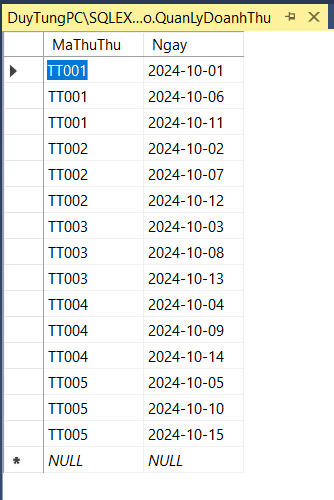 DuyTungPC\SQLEX...o.QuanLyDoanhThu
MaThuThu Ngay
TT001 2024-10-01
TT001 2024-10-06
TT001 2024-10-11
TT002 2024-10-02
TT002 2024-10-07
TT002 2024-10-12
TT003 2024-10-03
TT003 2024-10-08
TT003 2024-10-13
TT004 2024-10-04
TT004 2024-10-09
TT004 2024-10-14
TT005 2024-10-05
TT005 2024-10-10
TT005 2024-10-15
NULL NULL